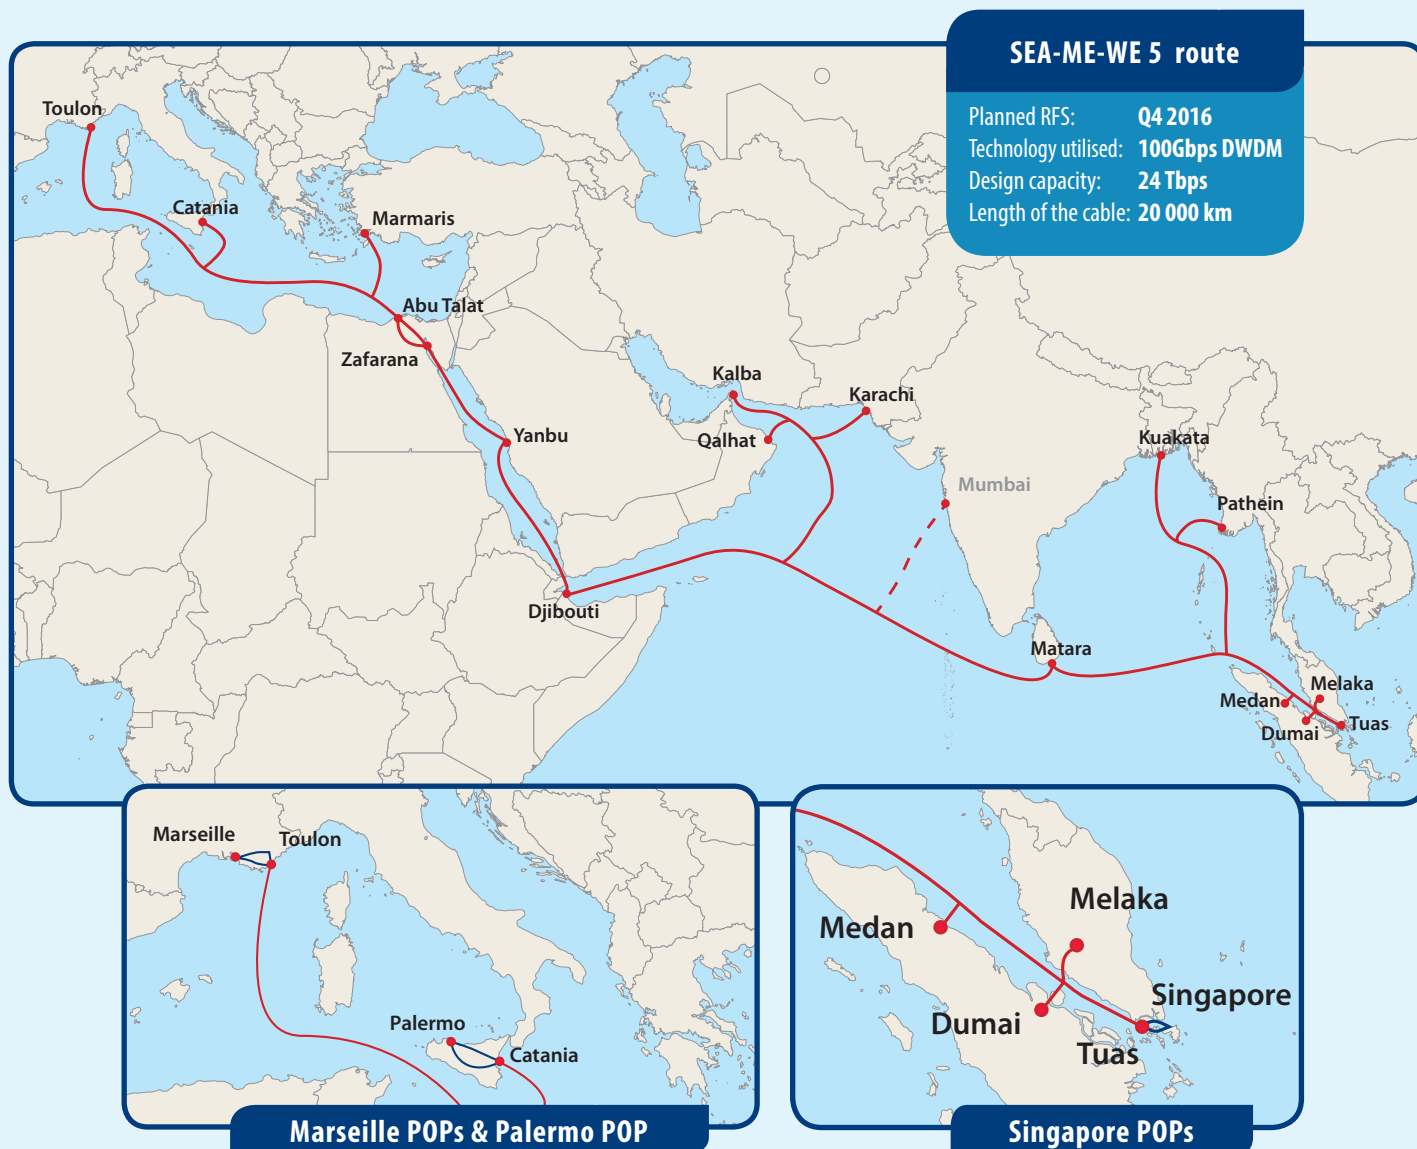 SEA-ME-WE 5 route
Planned RFS: Q4 2016
Technology utilised: 100Gbps DWDM
Design capacity: 24 Tbps
Length of the cable: 20 000 km
Toulon
Catania
Marmaris
Abu Talat
Zafarana
Kalba
Karachi
Yanbu
Qalhat
Kuakata
Mumbai
Pathein
Djibouti
Matara
Melaka
Medan
Tuas
Dumai
Marseille
Toulon
Palermo
Catania
Marseille POPs & Palermo POP
Melaka
Medan
Singapore
Dumai
Tuas
Singapore POPs